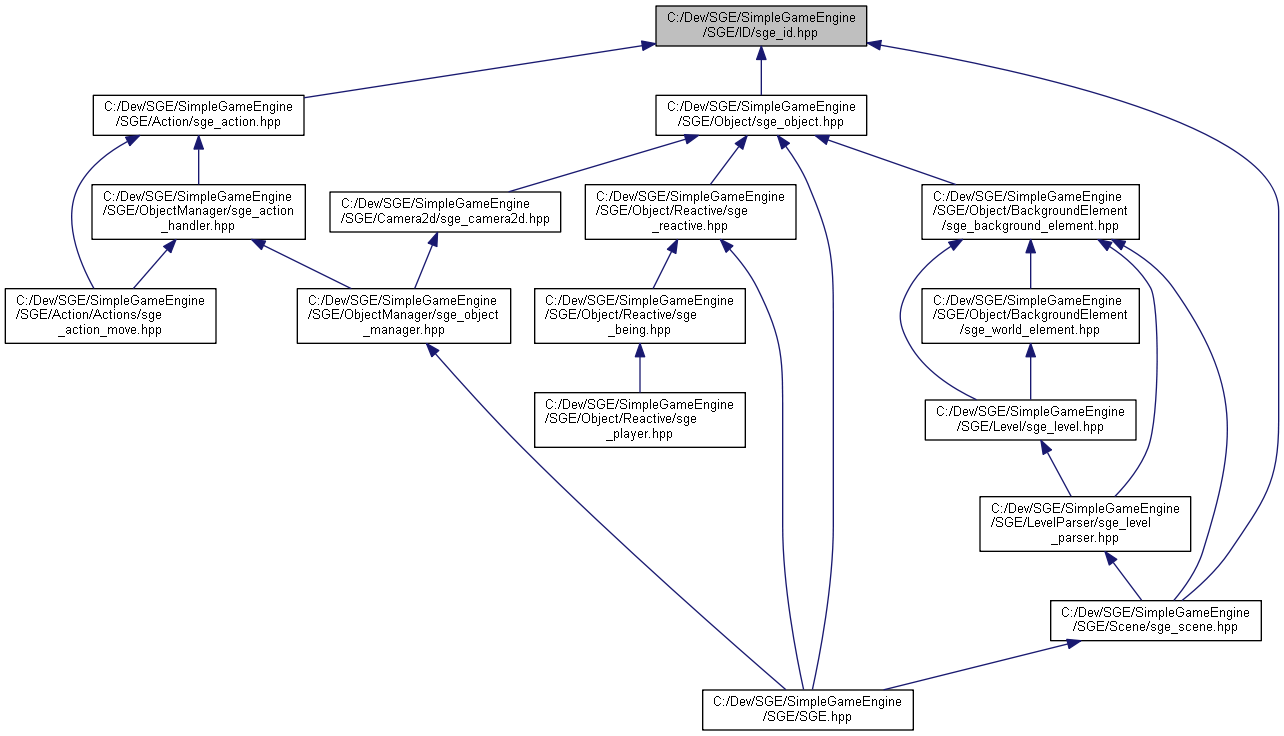 C:/Dev/SGE/SimpleGameEngine
/SGE/ID/sge_id.hpp
C:/Dev/SGE/SimpleGameEngine
/SGE/Action/sge_action.hpp
C:/Dev/SGE/SimpleGameEngine
/SGE/Object/sge_object.hpp
C:/Dev/SGE/SimpleGameEngine
/SGE/ObjectManager/sge_action
_handler.hpp
C:/Dev/SGE/SimpleGameEngine
/SGE/Camera2d/sge_camera2d.hpp
C:/Dev/SGE/SimpleGameEngine
/SGE/Object/Reactive/sge
_reactive.hpp
C:/Dev/SGE/SimpleGameEngine
/SGE/Object/BackgroundElement
/sge_background_element.hpp
C:/Dev/SGE/SimpleGameEngine
/SGE/Action/Actions/sge
_action_move.hpp
C:/Dev/SGE/SimpleGameEngine
/SGE/ObjectManager/sge_object
_manager.hpp
C:/Dev/SGE/SimpleGameEngine
/SGE/Object/Reactive/sge
_being.hpp
C:/Dev/SGE/SimpleGameEngine
/SGE/Object/BackgroundElement
/sge_world_element.hpp
C:/Dev/SGE/SimpleGameEngine
/SGE/Object/Reactive/sge
_player.hpp
C:/Dev/SGE/SimpleGameEngine
/SGE/Level/sge_level.hpp
C:/Dev/SGE/SimpleGameEngine
/SGE/LevelParser/sge_level
_parser.hpp
C:/Dev/SGE/SimpleGameEngine
/SGE/Scene/sge_scene.hpp
C:/Dev/SGE/SimpleGameEngine
/SGE/SGE.hpp